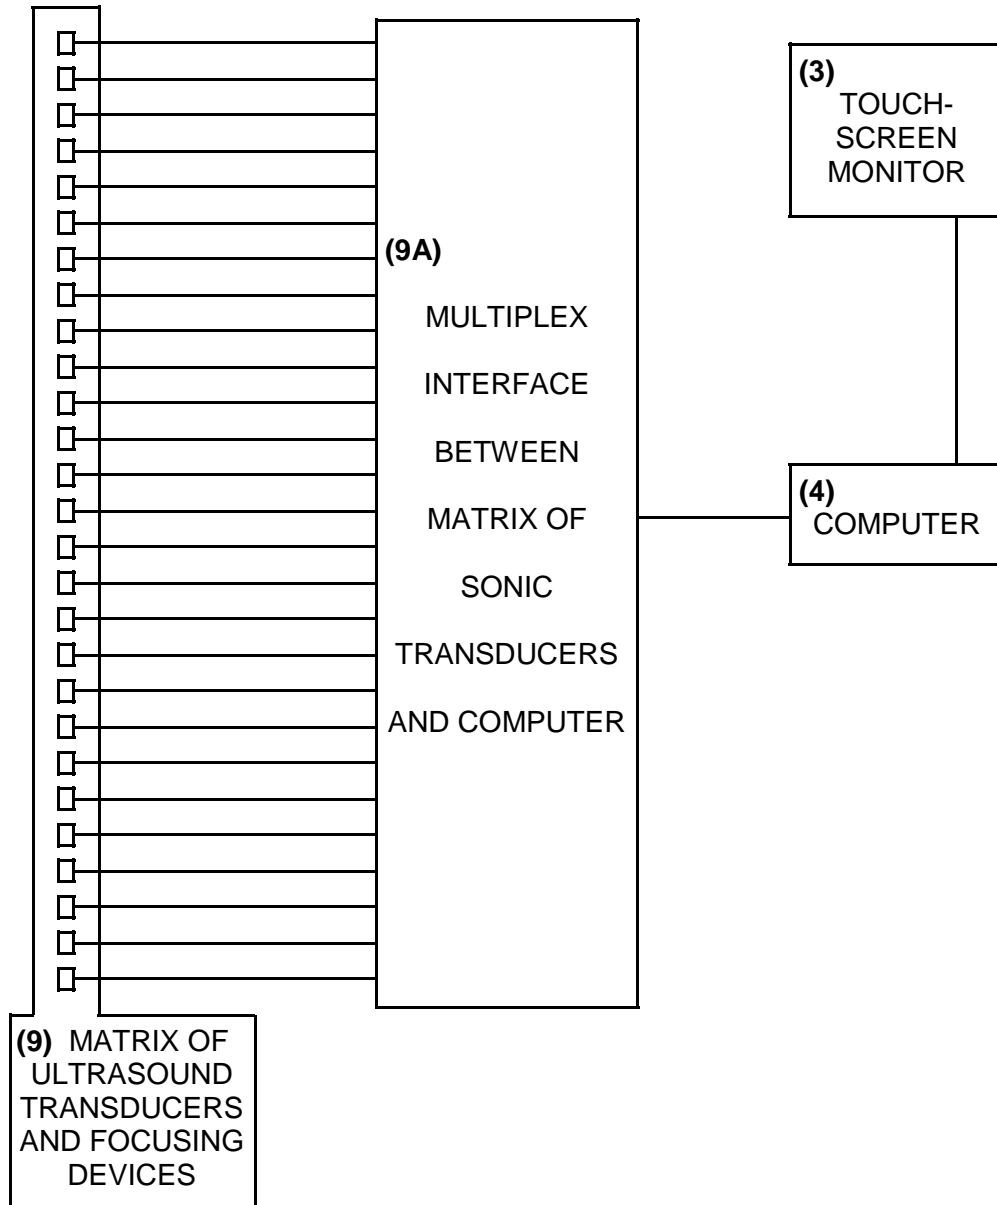 (3)
TOUCH-
SCREEN
MONITOR
(9A)
MULTIPLEX
INTERFACE
BETWEEN
MATRIX OF
SONIC
TRANSDUCERS
AND COMPUTER
(4)
COMPUTER
(9) MATRIX OF
ULTRASOUND
TRANSDUCERS
AND FOCUSING
DEVICES